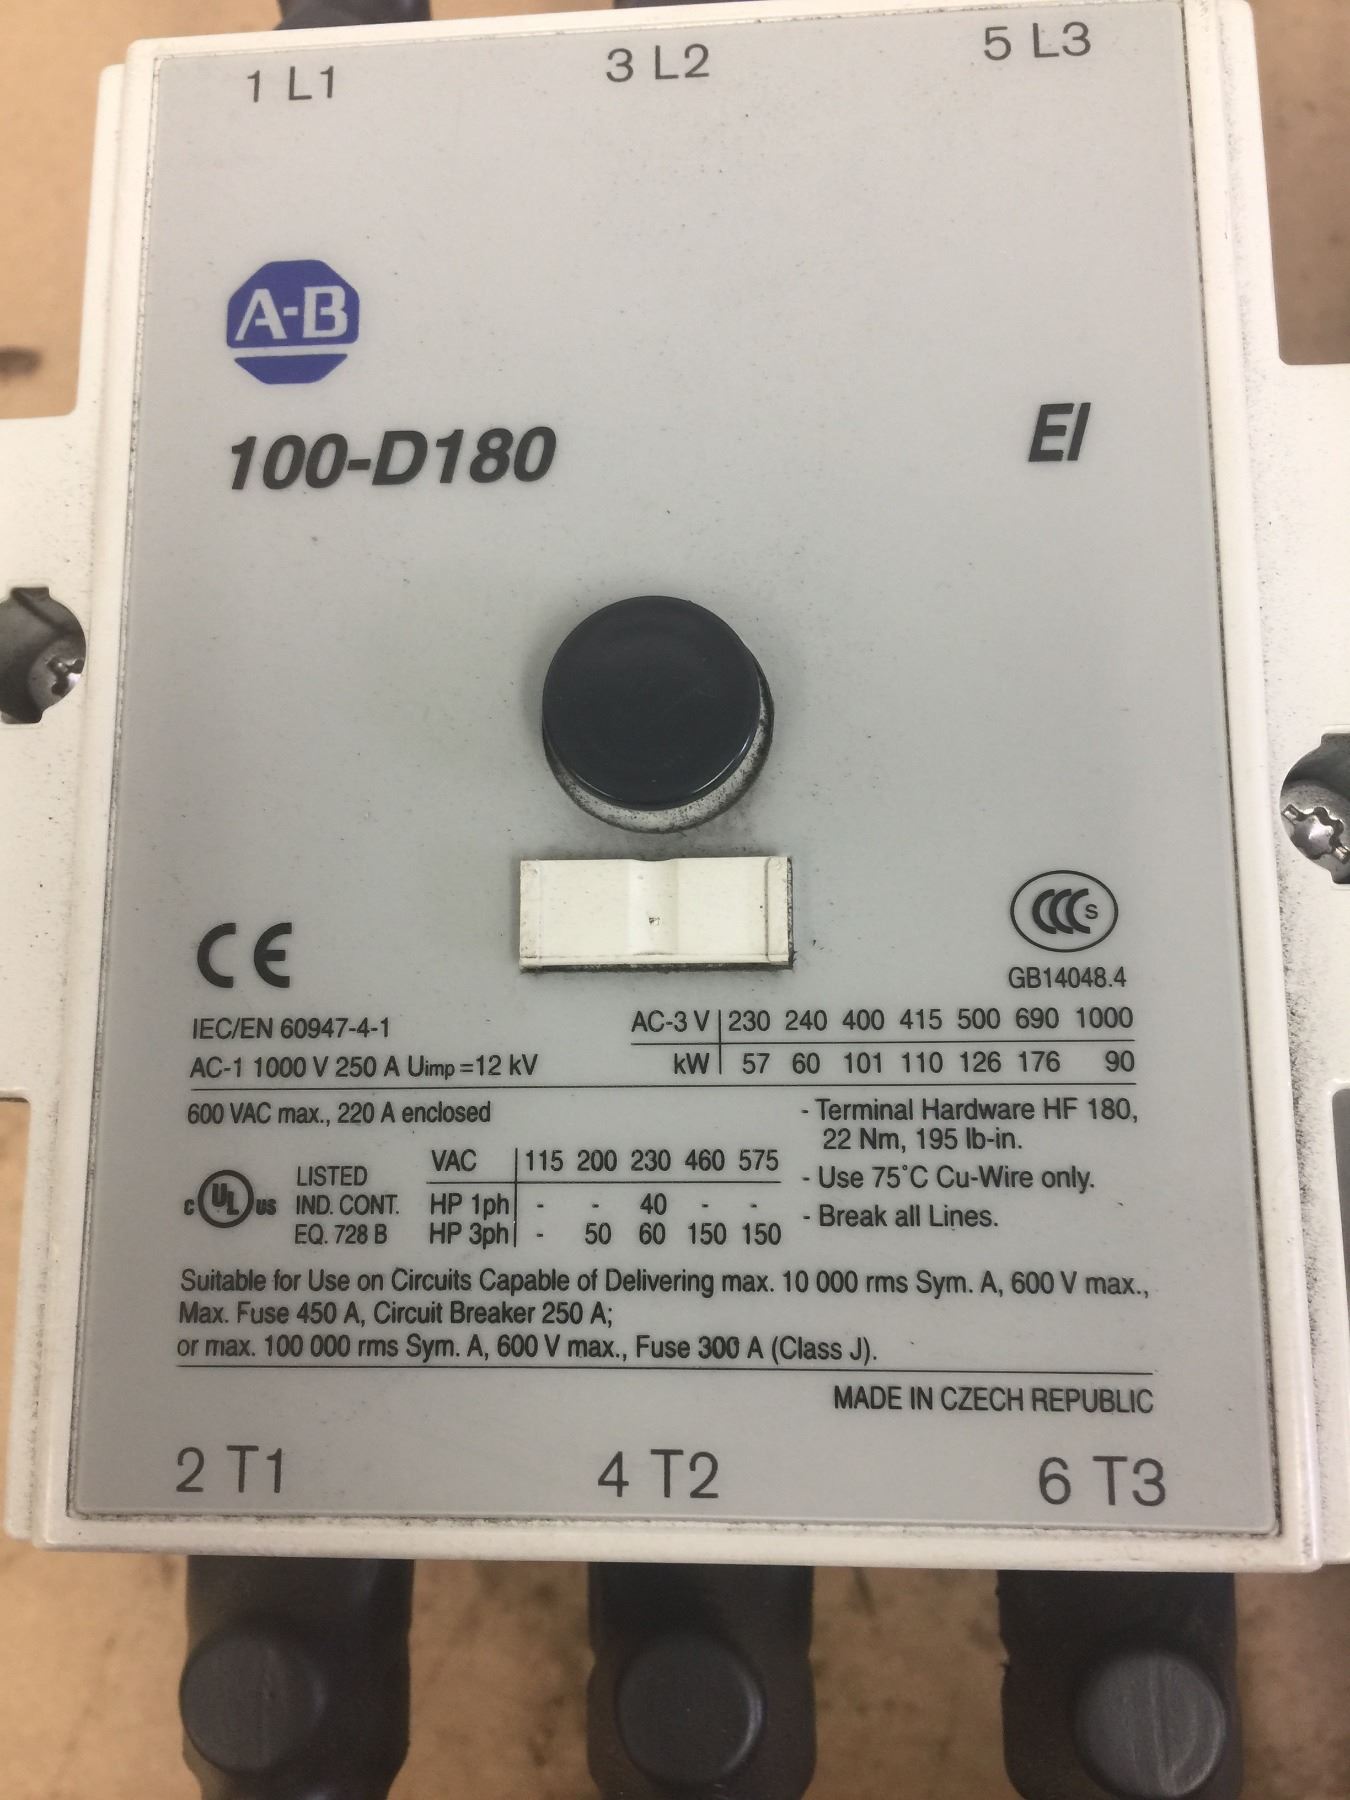 1 L1 3 L2 5 L3
A-B
100-D180 EI
CE
CCC S
GB14048.4
IEC/EN 60947-4-1
AC-1 1000 V 250 A Uimp =12 kV
AC-3 V 230 240 400 415 500 690 1000
kW 57 60 101 110 126 176 90
600 VAC max., 220 A enclosed
- Terminal Hardware HF 180,
22 Nm, 195 lb-in.
- Use 75°C Cu-Wire only.
- Break all Lines.
c UL us
LISTED
IND. CONT.
EQ. 728 B
VAC 115 200 230 460 575
HP 1ph - - 40 - -
HP 3ph - 50 60 150 150
Suitable for Use on Circuits Capable of Delivering max. 10 000 rms Sym. A, 600 V max.,
Max. Fuse 450 A, Circuit Breaker 250 A;
or max. 100 000 rms Sym. A, 600 V max., Fuse 300 A (Class J).
MADE IN CZECH REPUBLIC
2 T1 4 T2 6 T3